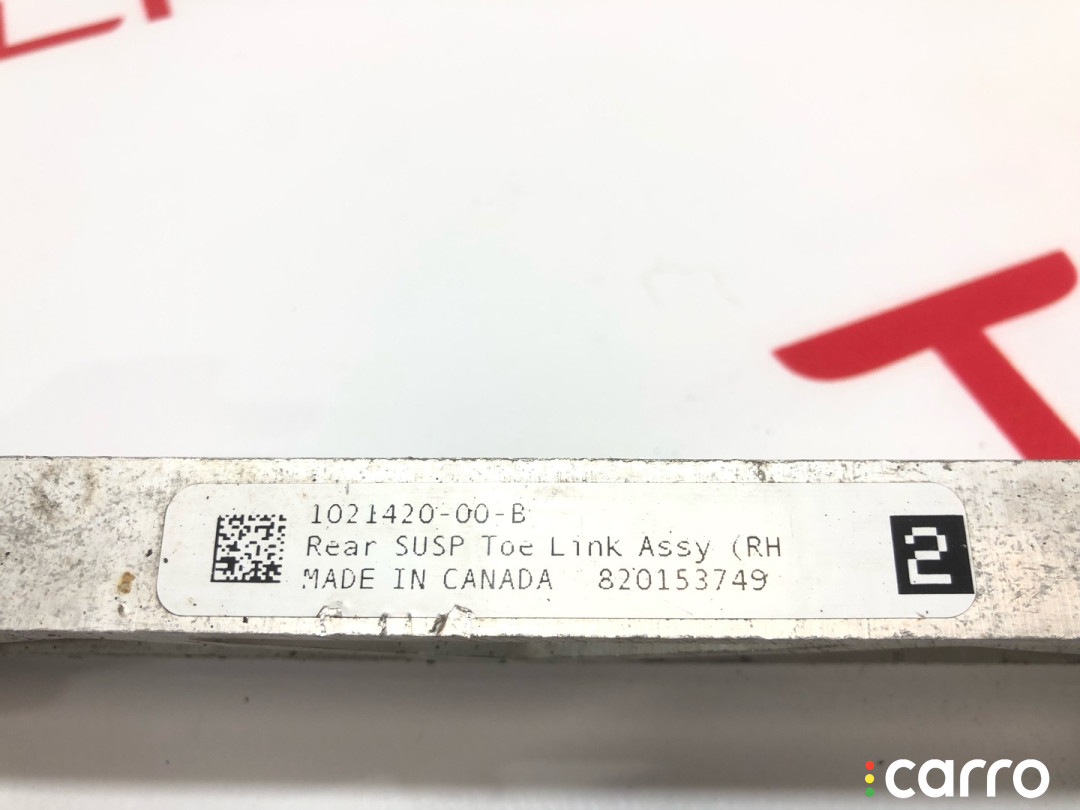 T
1021420-00-B
Rear SUSP Toe Link Assy (RH
MADE IN CANADA 820153749
2
carro